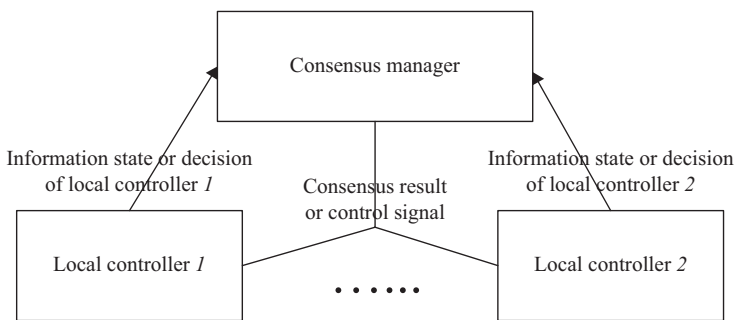 Consensus manager
Information state or decision
of local controller 1
Information state or decision
of local controller 2
Consensus result
or control signal
Local controller 1
Local controller 2
......